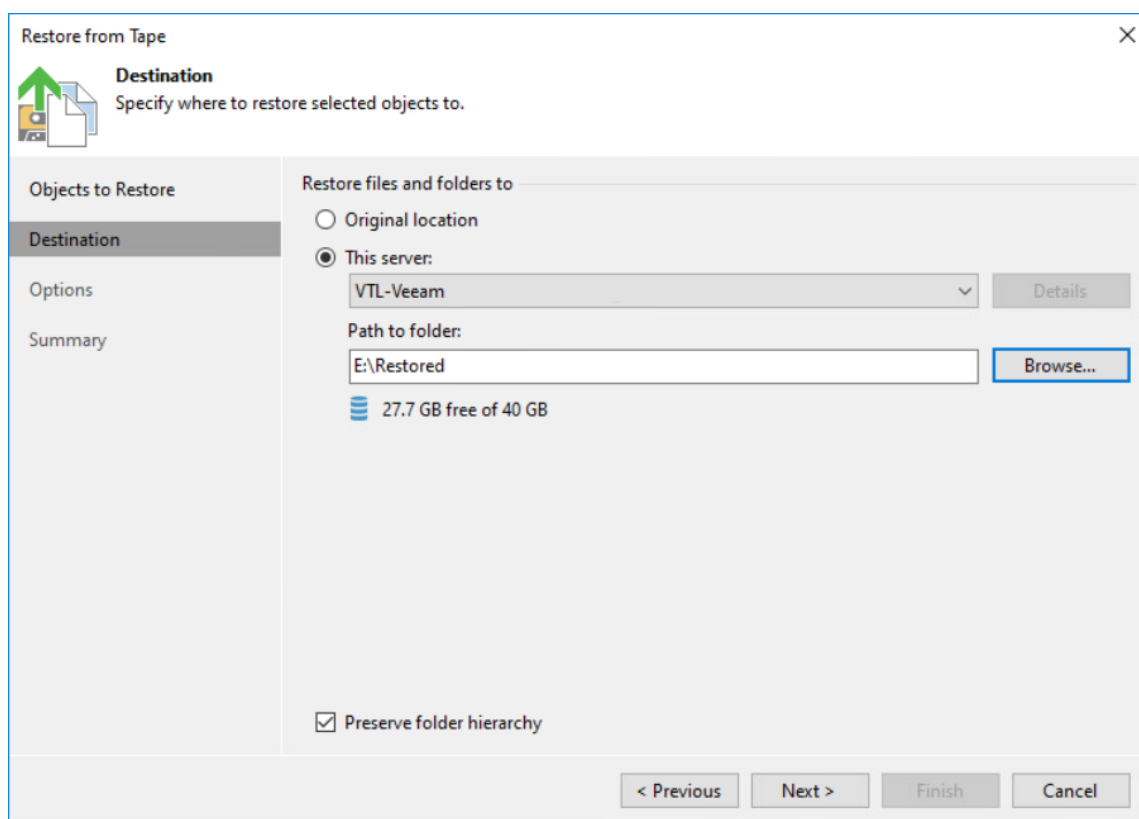 Restore from Tape
Destination
Specify where to restore selected objects to.
Objects to Restore
Destination
Options
Summary
Restore files and folders to
Original location
This server:
VTL-Veeam
Details
Path to folder:
E:\Restored
Browse...
27.7 GB free of 40 GB
Preserve folder hierarchy
< Previous
Next >
Finish
Cancel